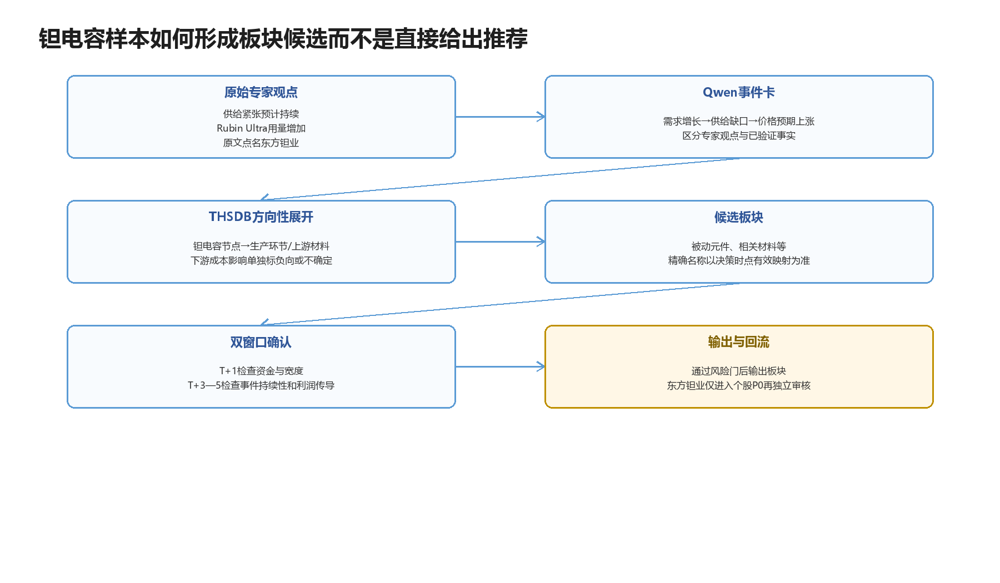 钽电容样本如何形成板块候选而不是直接给出推荐
原始专家观点
供给紧张预计持续
Rubin Ultra用量增加
原文点名东方钽业
Qwen事件卡
需求增长→供给缺口→价格预期上涨
区分专家观点与已验证事实
THSDB方向性展开
钽电容节点→生产环节/上游材料
下游成本影响单独标负向或不确定
候选板块
被动元件、相关材料等
精确名称以决策时点有效映射为准
双窗口确认
T+1检查资金与宽度
T+3—5检查事件持续性和利润传导
输出与回流
通过风险门后输出板块
东方钽业仅进入个股P0再独立审核